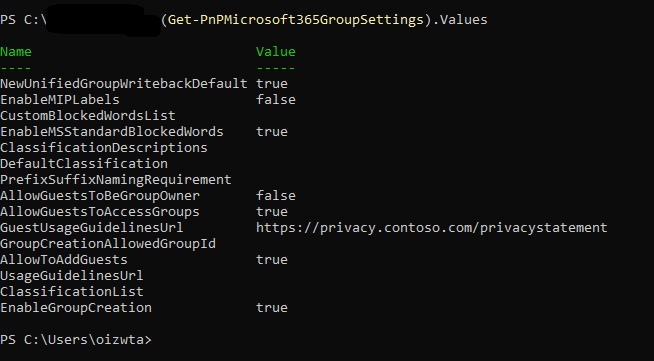 PS C:\ (Get-PnPMicrosoft365GroupSettings).Values
Name Value
---- -----
NewUnifiedGroupWritebackDefault true
EnableMIPLabels false
CustomBlockedWordsList
EnableMSStandardBlockedWords true
ClassificationDescriptions
DefaultClassification
PrefixSuffixNamingRequirement
AllowGuestsToBeGroupOwner false
AllowGuestsToAccessGroups true
GuestUsageGuidelinesUrl https://privacy.contoso.com/privacystatement
GroupCreationAllowedGroupId
AllowToAddGuests true
UsageGuidelinesUrl
ClassificationList
EnableGroupCreation true
PS C:\Users\oizwta>